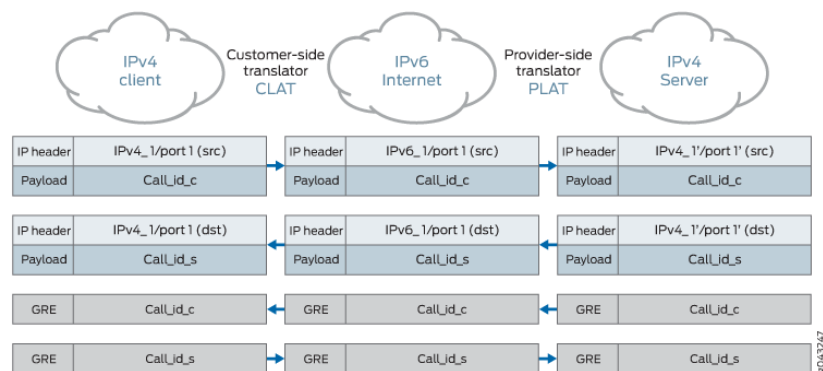 IPv4
client
Customer-side
translator
CLAT
IPv6
Internet
Provider-side
translator
PLAT
IPv4
Server
IP header IPv4_1/port 1 (src) IP header IPv6_1/port 1 (src) IP header IPv4_1'/port 1' (src)
Payload Call_id_c Payload Call_id_c Payload Call_id_c
IP header IPv4_1/port 1 (dst) IP header IPv6_1/port 1 (dst) IP header IPv4_1'/port 1' (dst)
Payload Call_id_s Payload Call_id_s Payload Call_id_s
GRE Call_id_c GRE Call_id_c GRE Call_id_c
GRE Call_id_s GRE Call_id_s GRE Call_id_s